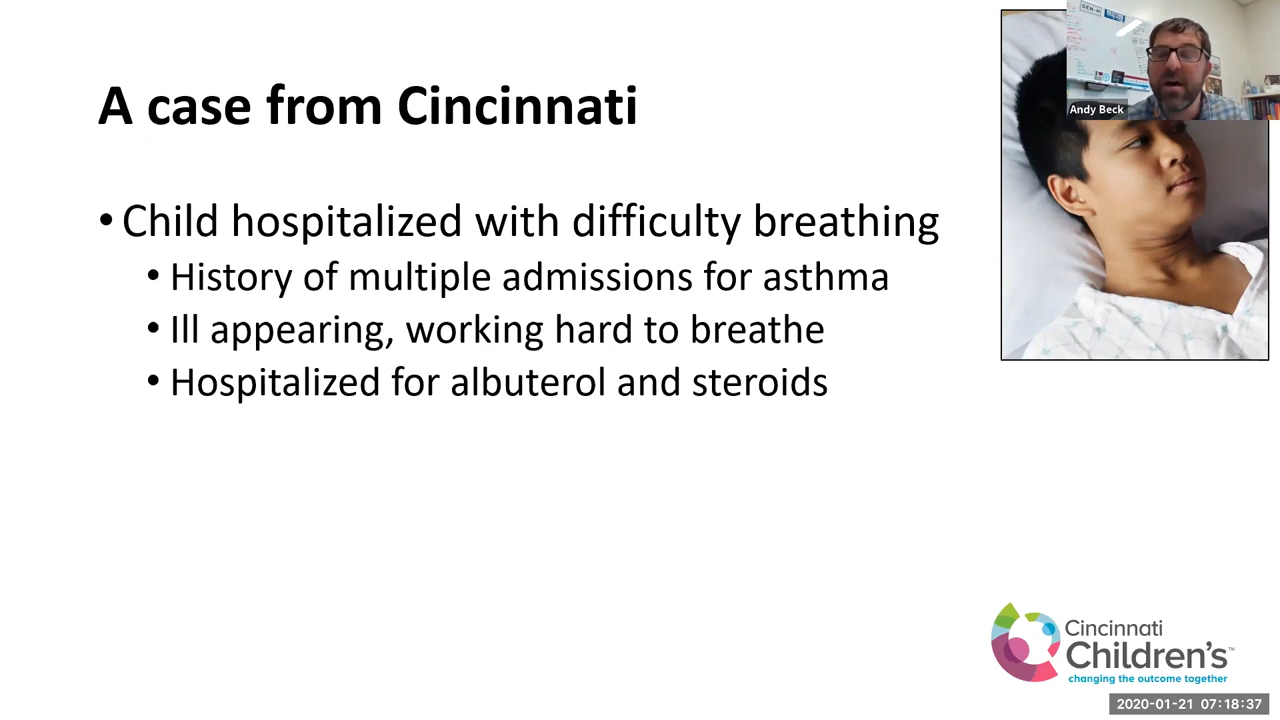 A case from Cincinnati
• Child hospitalized with difficulty breathing
• History of multiple admissions for asthma
• Ill appearing, working hard to breathe
• Hospitalized for albuterol and steroids
GEN-H
Andy Beck
Cincinnati
Children's™
changing the outcome together
2020-01-21 07:18:37